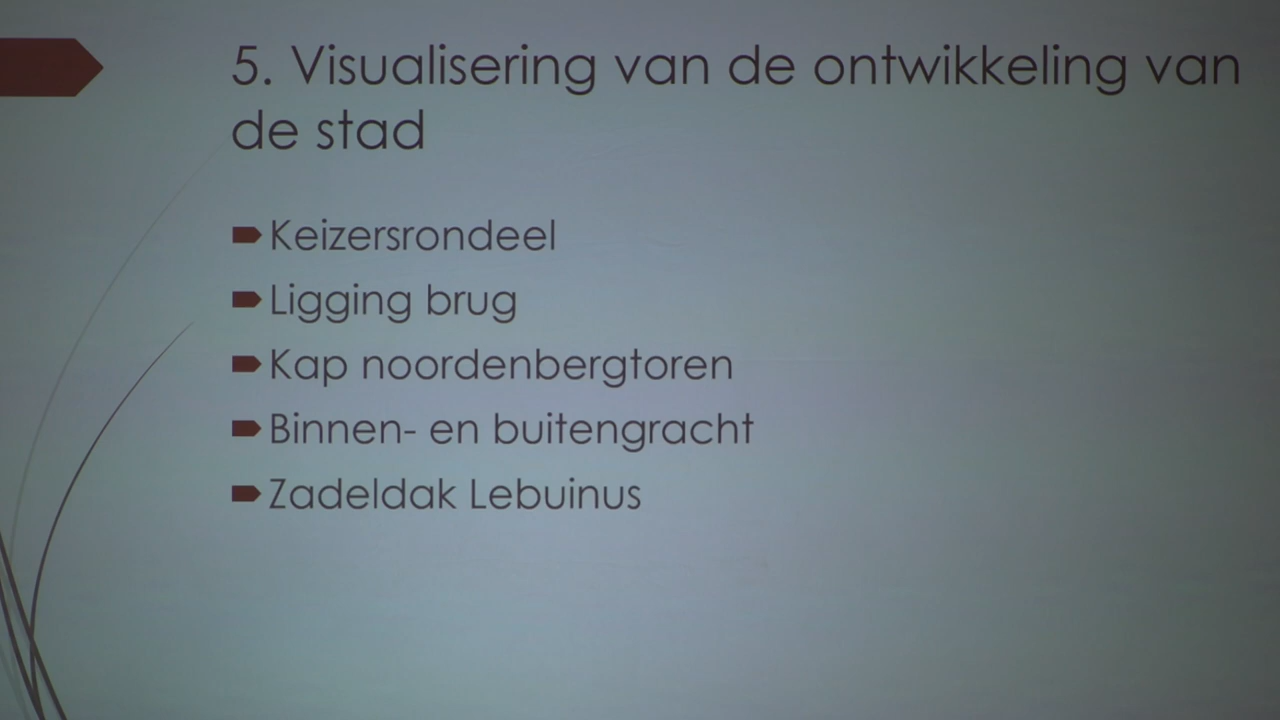 5. Visualisering van de ontwikkeling van
de stad
Keizersrondeel
Ligging brug
Kap noordenbergtoren
Binnen- en buitengracht
Zadeldak Lebuinus